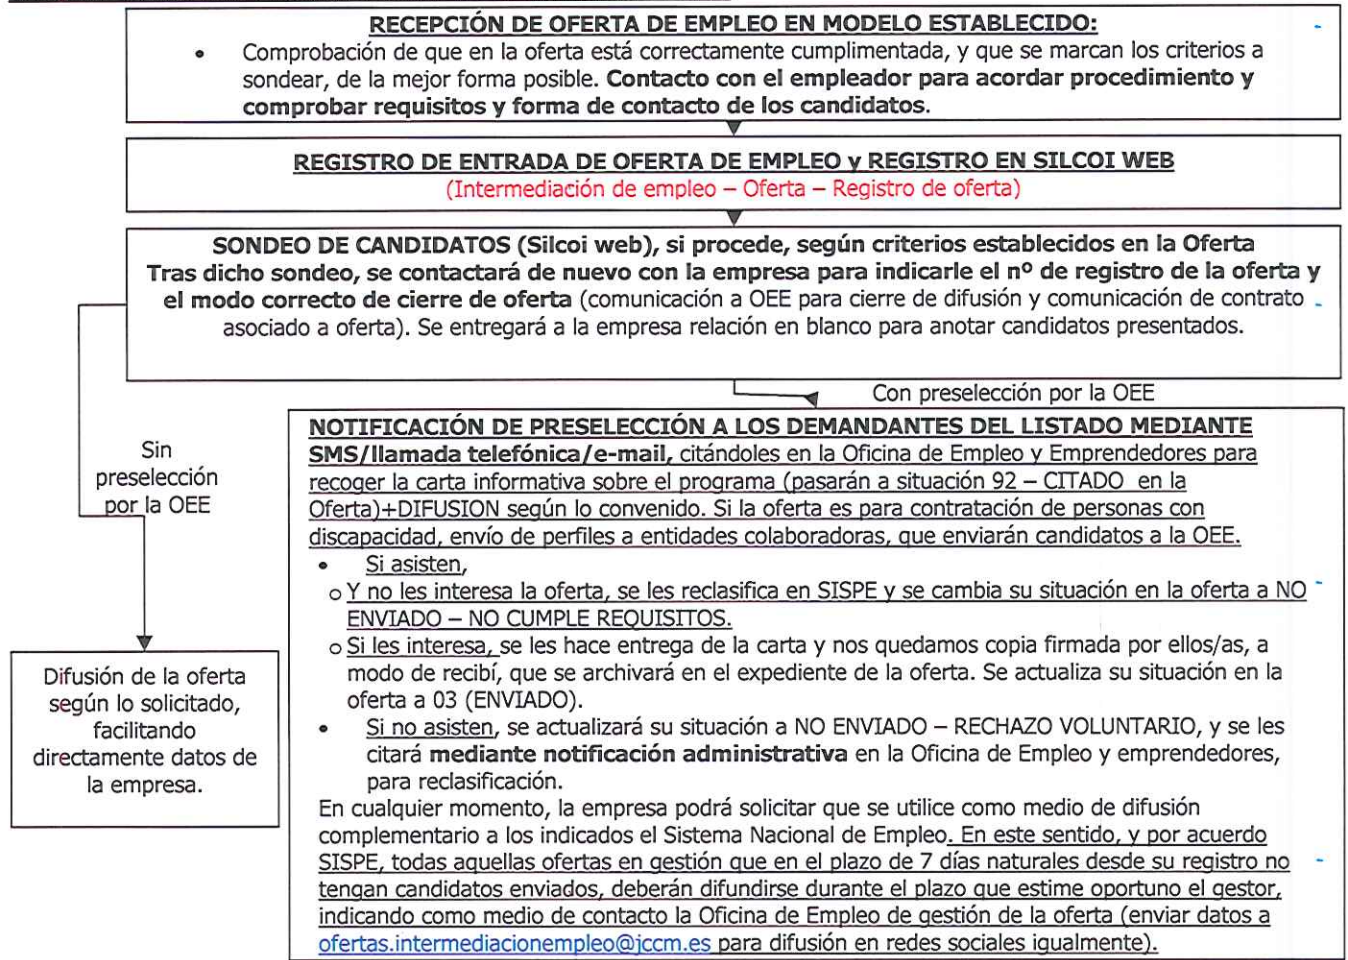 RECEPCIÓN DE OFERTA DE EMPLEO EN MODELO ESTABLECIDO:
• Comprobación de que en la oferta está correctamente cumplimentada, y que se marcan los criterios a
sondear, de la mejor forma posible. Contacto con el empleador para acordar procedimiento y
comprobar requisitos y forma de contacto de los candidatos.
REGISTRO DE ENTRADA DE OFERTA DE EMPLEO y REGISTRO EN SILCOI WEB
(Intermediación de empleo – Oferta – Registro de oferta)
SONDEO DE CANDIDATOS (Silcoi web), si procede, según criterios establecidos en la Oferta
Tras dicho sondeo, se contactará de nuevo con la empresa para indicarle el nº de registro de la oferta y
el modo correcto de cierre de oferta (comunicación a OEE para cierre de difusión y comunicación de contrato
asociado a oferta). Se entregará a la empresa relación en blanco para anotar candidatos presentados.
Con preselección por la OEE
Sin
preselección
por la OEE
NOTIFICACIÓN DE PRESELECCIÓN A LOS DEMANDANTES DEL LISTADO MEDIANTE
SMS/llamada telefónica/e-mail, citándoles en la Oficina de Empleo y Emprendedores para
recoger la carta informativa sobre el programa (pasarán a situación 92 – CITADO en la
Oferta)+DIFUSION según lo convenido. Si la oferta es para contratación de personas con
discapacidad, envío de perfiles a entidades colaboradoras, que enviarán candidatos a la OEE.
• Si asisten,
o Y no les interesa la oferta, se les reclasifica en SISPE y se cambia su situación en la oferta a NO
ENVIADO – NO CUMPLE REQUISITOS.
o Si les interesa, se les hace entrega de la carta y nos quedamos copia firmada por ellos/as, a
modo de recibí, que se archivará en el expediente de la oferta. Se actualiza su situación en la
oferta a 03 (ENVIADO).
• Si no asisten, se actualizará su situación a NO ENVIADO – RECHAZO VOLUNTARIO, y se les
citará mediante notificación administrativa en la Oficina de Empleo y emprendedores,
para reclasificación.
En cualquier momento, la empresa podrá solicitar que se utilice como medio de difusión
complementario a los indicados el Sistema Nacional de Empleo. En este sentido, y por acuerdo
SISPE, todas aquellas ofertas en gestión que en el plazo de 7 días naturales desde su registro no
tengan candidatos enviados, deberán difundirse durante el plazo que estime oportuno el gestor,
indicando como medio de contacto la Oficina de Empleo de gestión de la oferta (enviar datos a
ofertas.intermediacionempleo@jccm.es para difusión en redes sociales igualmente).
Difusión de la oferta
según lo solicitado,
facilitando
directamente datos de
la empresa.